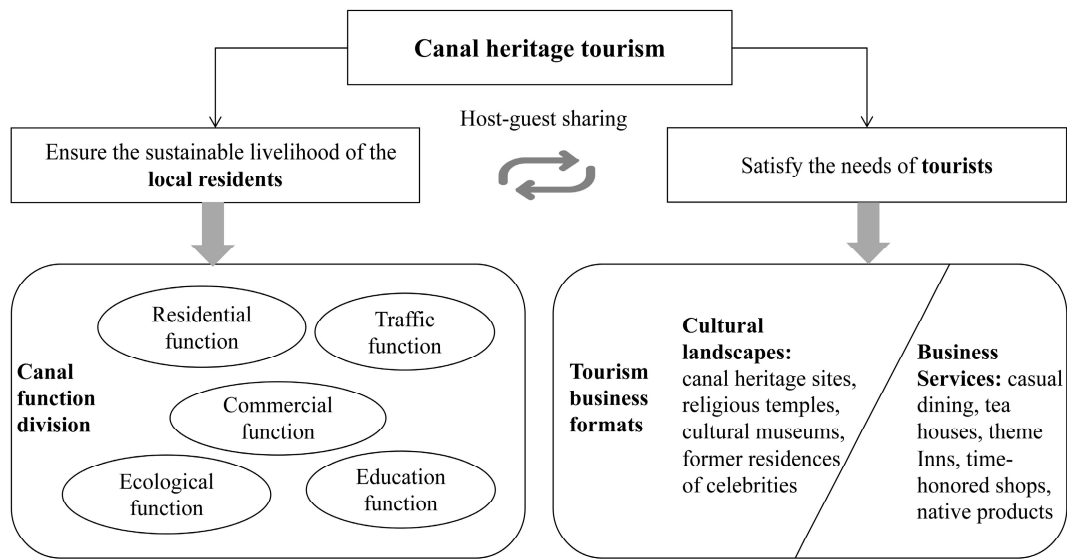 Canal heritage tourism
Host-guest sharing
Ensure the sustainable livelihood of the
local residents
Satisfy the needs of tourists
Canal
function
division
Residential
function
Traffic
function
Commercial
function
Ecological
function
Education
function
Tourism
business
formats
Cultural
landscapes:
canal heritage sites,
religious temples,
cultural museums,
former residences
of celebrities
Business
Services: casual
dining, tea
houses, theme
Inns, time-
honored shops,
native products